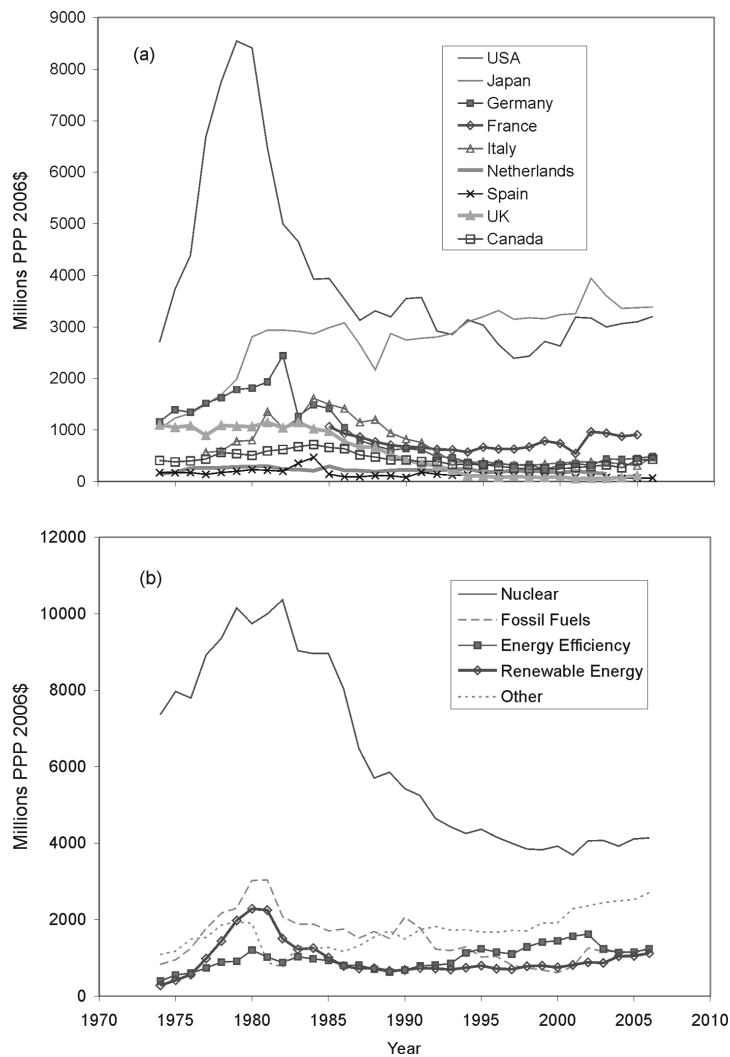 9000
8000
7000
6000
5000
4000
3000
2000
1000
0
Millions PPP 2006$
(a)
USA
Japan
Germany
France
Italy
Netherlands
Spain
UK
Canada
12000
10000
8000
6000
4000
2000
0
Millions PPP 2006$
(b)
Nuclear
Fossil Fuels
Energy Efficiency
Renewable Energy
Other
1970 1975 1980 1985 1990 1995 2000 2005 2010
Year